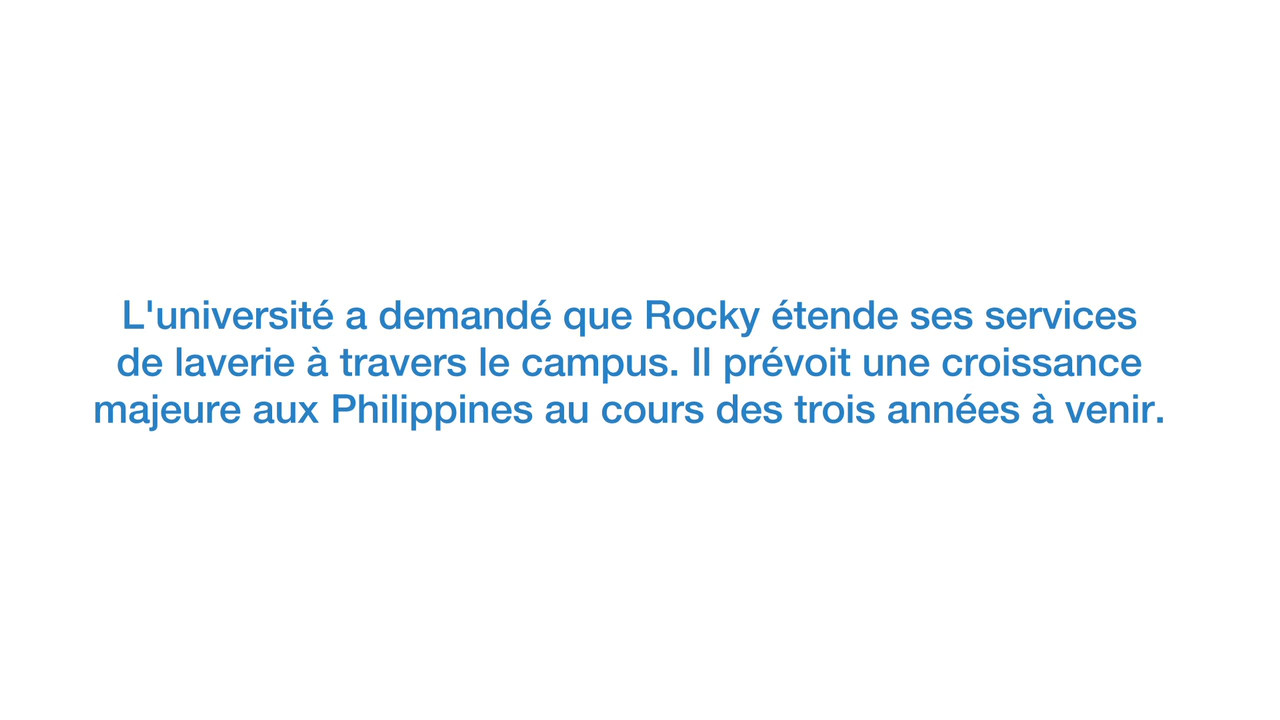 L'université a demandé que Rocky étende ses services
de laverie à travers le campus. Il prévoit une croissance
majeure aux Philippines au cours des trois années à venir.